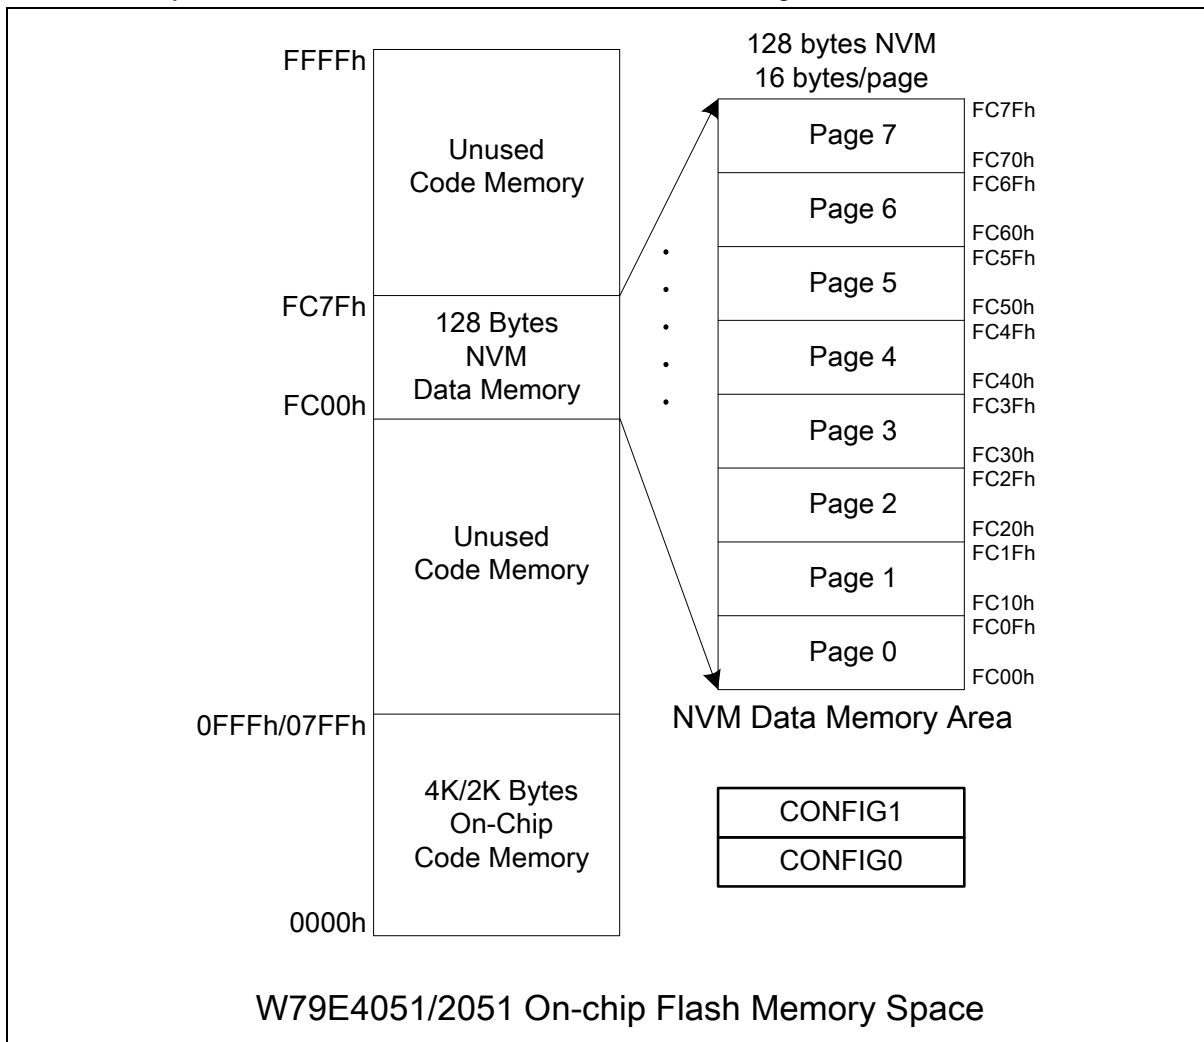 FFFFh
Unused
Code Memory
FC7Fh
128 Bytes
NVM
Data Memory
FC00h
Unused
Code Memory
0FFFh/07FFh
4K/2K Bytes
On-Chip
Code Memory
0000h
128 bytes NVM
16 bytes/page
Page 7
FC7Fh
FC70h
Page 6
FC6Fh
FC60h
Page 5
FC5Fh
FC50h
Page 4
FC4Fh
FC40h
Page 3
FC3Fh
FC30h
Page 2
FC2Fh
FC20h
Page 1
FC1Fh
FC10h
Page 0
FC0Fh
FC00h
NVM Data Memory Area
CONFIG1
CONFIG0
W79E4051/2051 On-chip Flash Memory Space